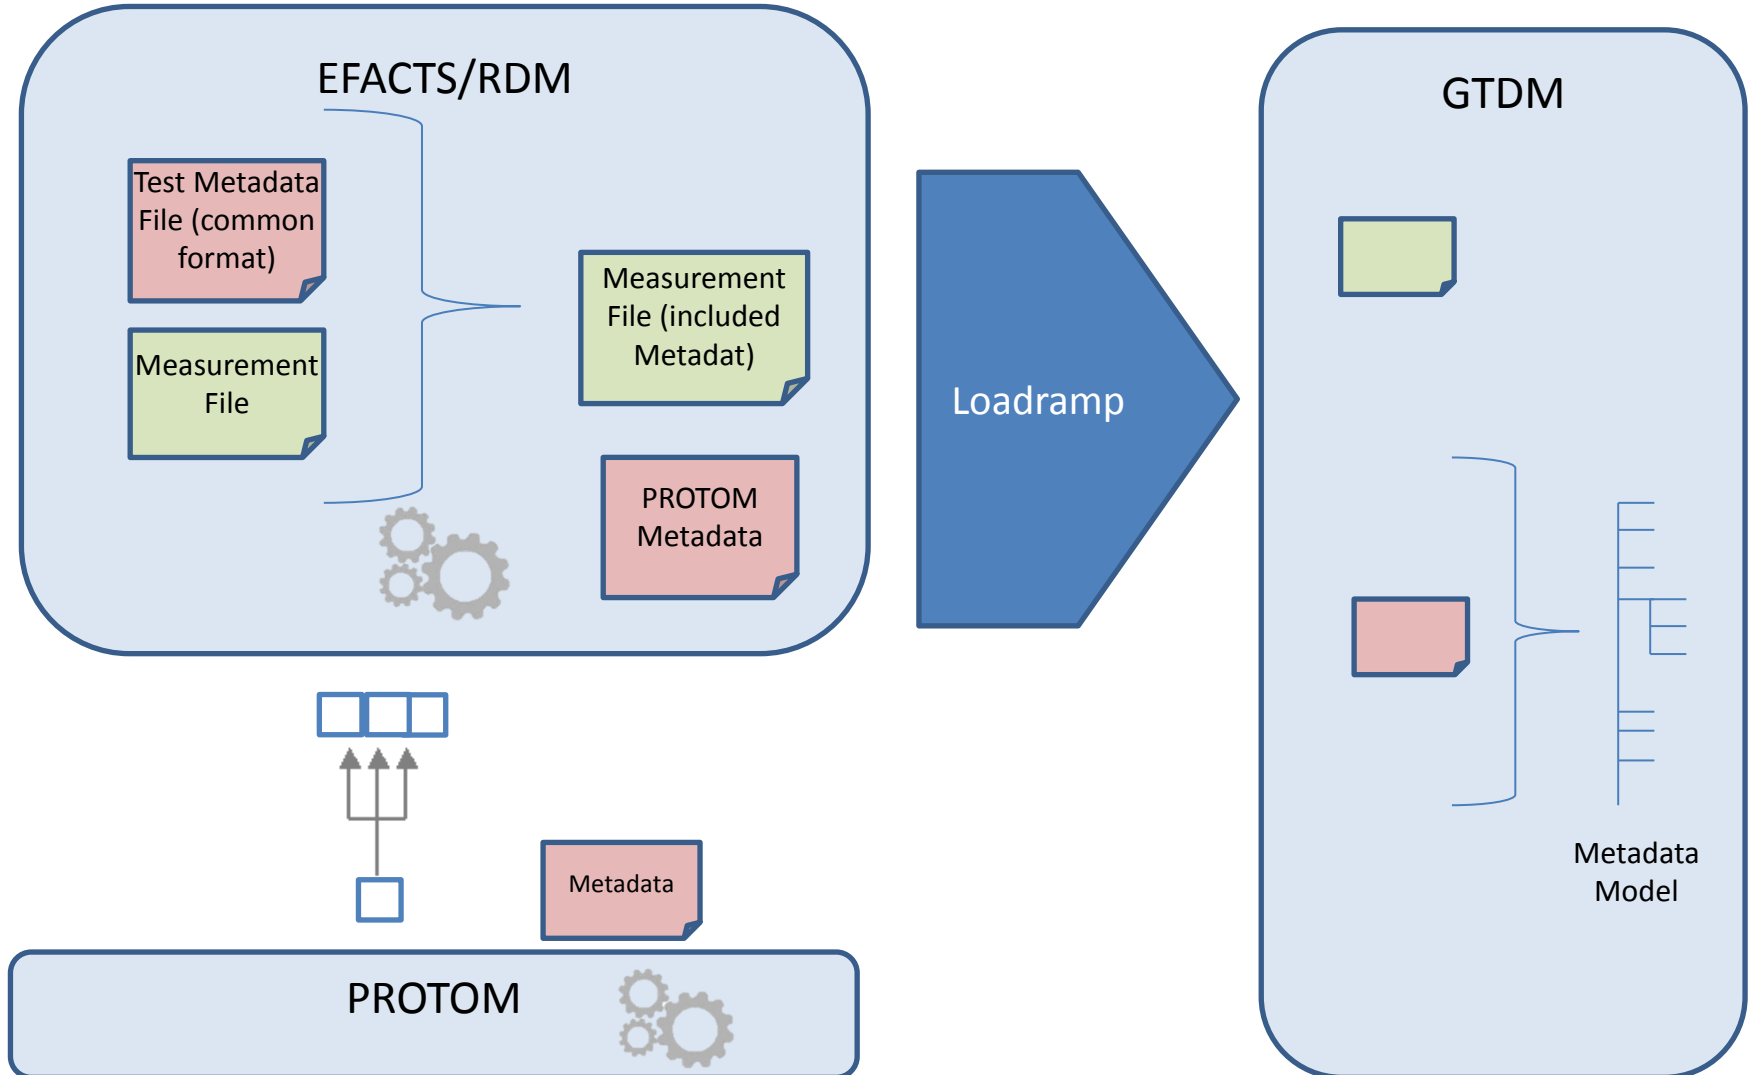 EFACTS/RDM
Test Metadata
File (common
format)
Measurement
File
Measurement
File (included
Metadat)
PROTOM
Metadata
Loadramp
GTDM
Metadata
Model
Metadata
PROTOM